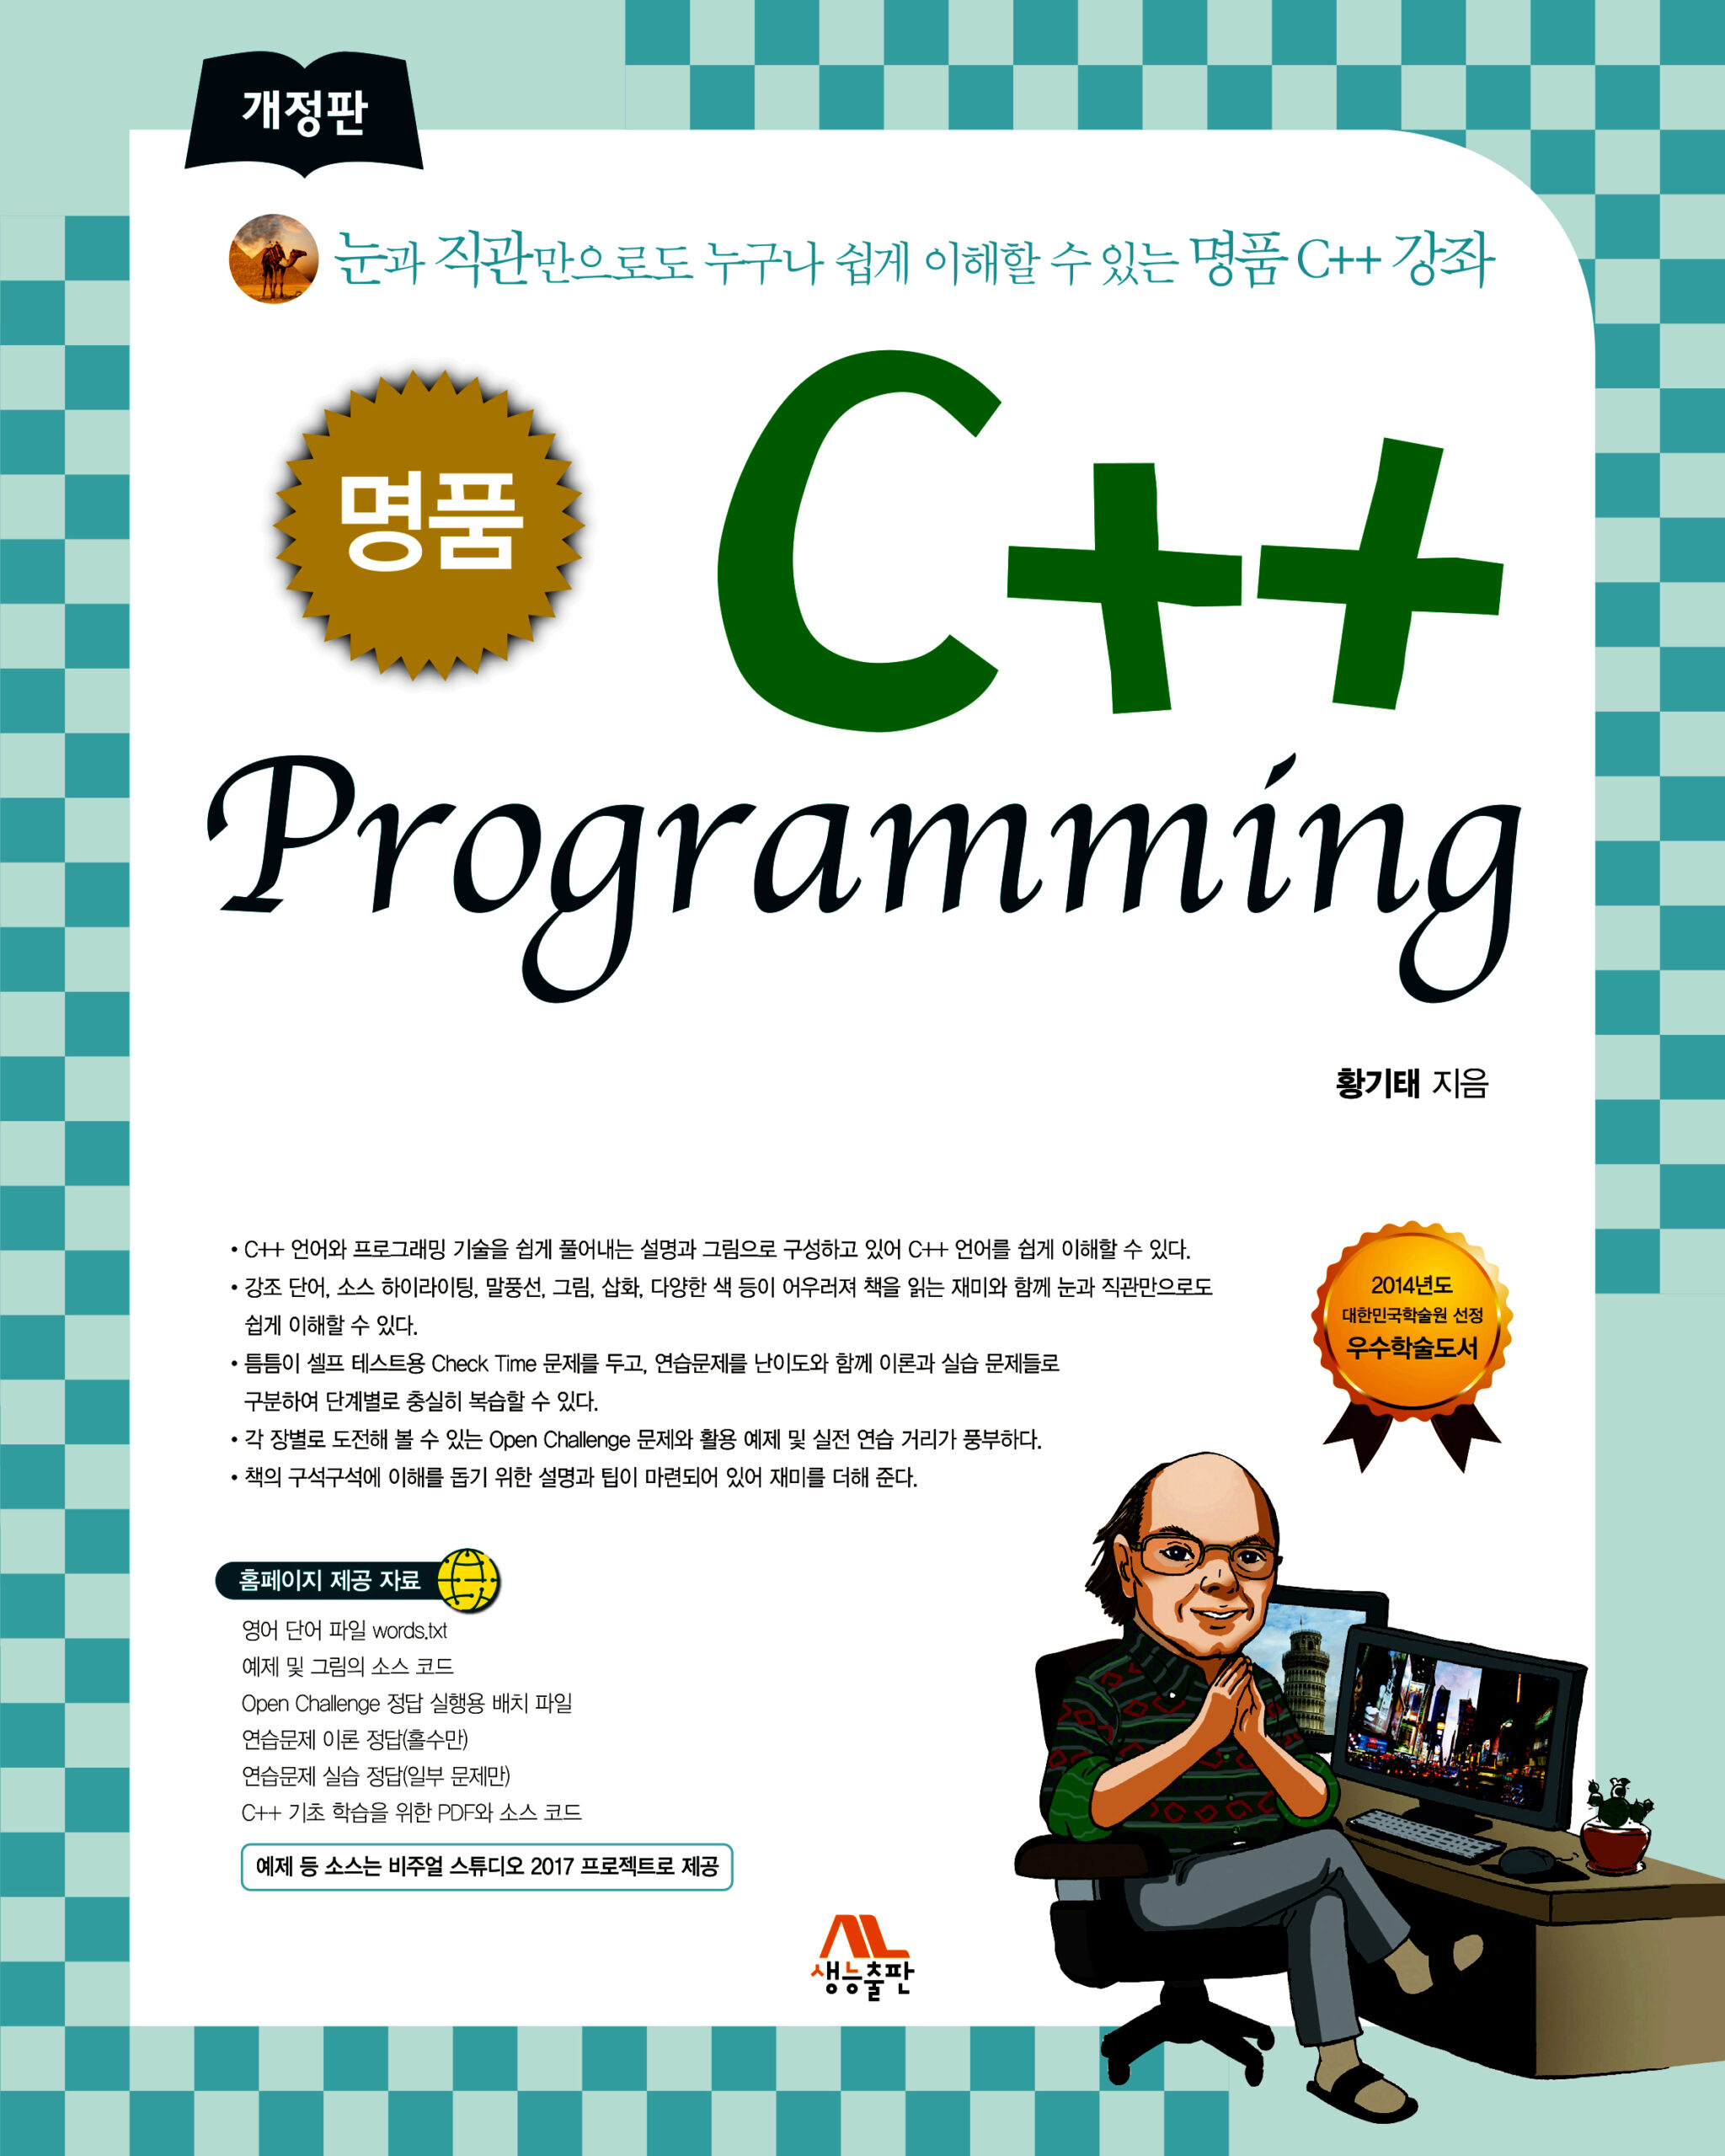 개정판
눈과 직관만으로도 누구나 쉽게 이해할 수 있는 명품 C++ 강좌
명품
C++
Programming
황기태 지음
• C++ 언어와 프로그래밍 기술을 쉽게 풀어내는 설명과 그림으로 구성하고 있어 C++ 언어를 쉽게 이해할 수 있다.
• 강조 단어, 소스 하이라이팅, 말풍선, 그림, 삽화, 다양한 색 등이 어우러져 책을 읽는 재미와 함께 눈과 직관만으로도
쉽게 이해할 수 있다.
• 틈틈이 셀프 테스트용 Check Time 문제를 두고, 연습문제를 난이도와 함께 이론과 실습 문제들로
구분하여 단계별로 충실히 복습할 수 있다.
• 각 장별로 도전해 볼 수 있는 Open Challenge 문제와 활용 예제 및 실전 연습 거리가 풍부하다.
• 책의 구석구석에 이해를 돕기 위한 설명과 팁이 마련되어 있어 재미를 더해 준다.
2014년도
대한민국학술원 선정
우수학술도서
홈페이지 제공 자료
영어 단어 파일 words.txt
예제 및 그림의 소스 코드
Open Challenge 정답 실행용 배치 파일
연습문제 이론 정답(홀수만)
연습문제 실습 정답(일부 문제만)
C++ 기초 학습을 위한 PDF와 소스 코드
예제 등 소스는 비주얼 스튜디오 2017 프로젝트로 제공
생능출판